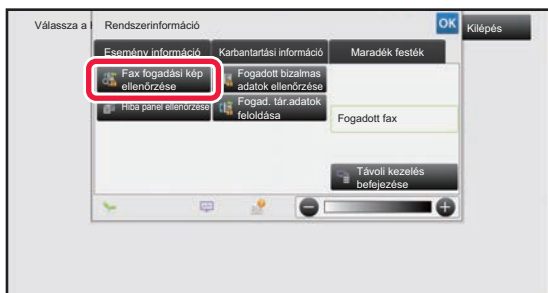 Válassza a
Rendszerinformáció
OK
Kilépés
Esemény információ
Karbantartási információ
Maradék festék
Fax fogadási kép
ellenőrzése
Fogadott bizalmas
adatok ellenőrzése
Hiba panel ellenőrzése
Fogad. tár.adatok
feloldása
Fogadott fax
Távoli kezelés
befejezése